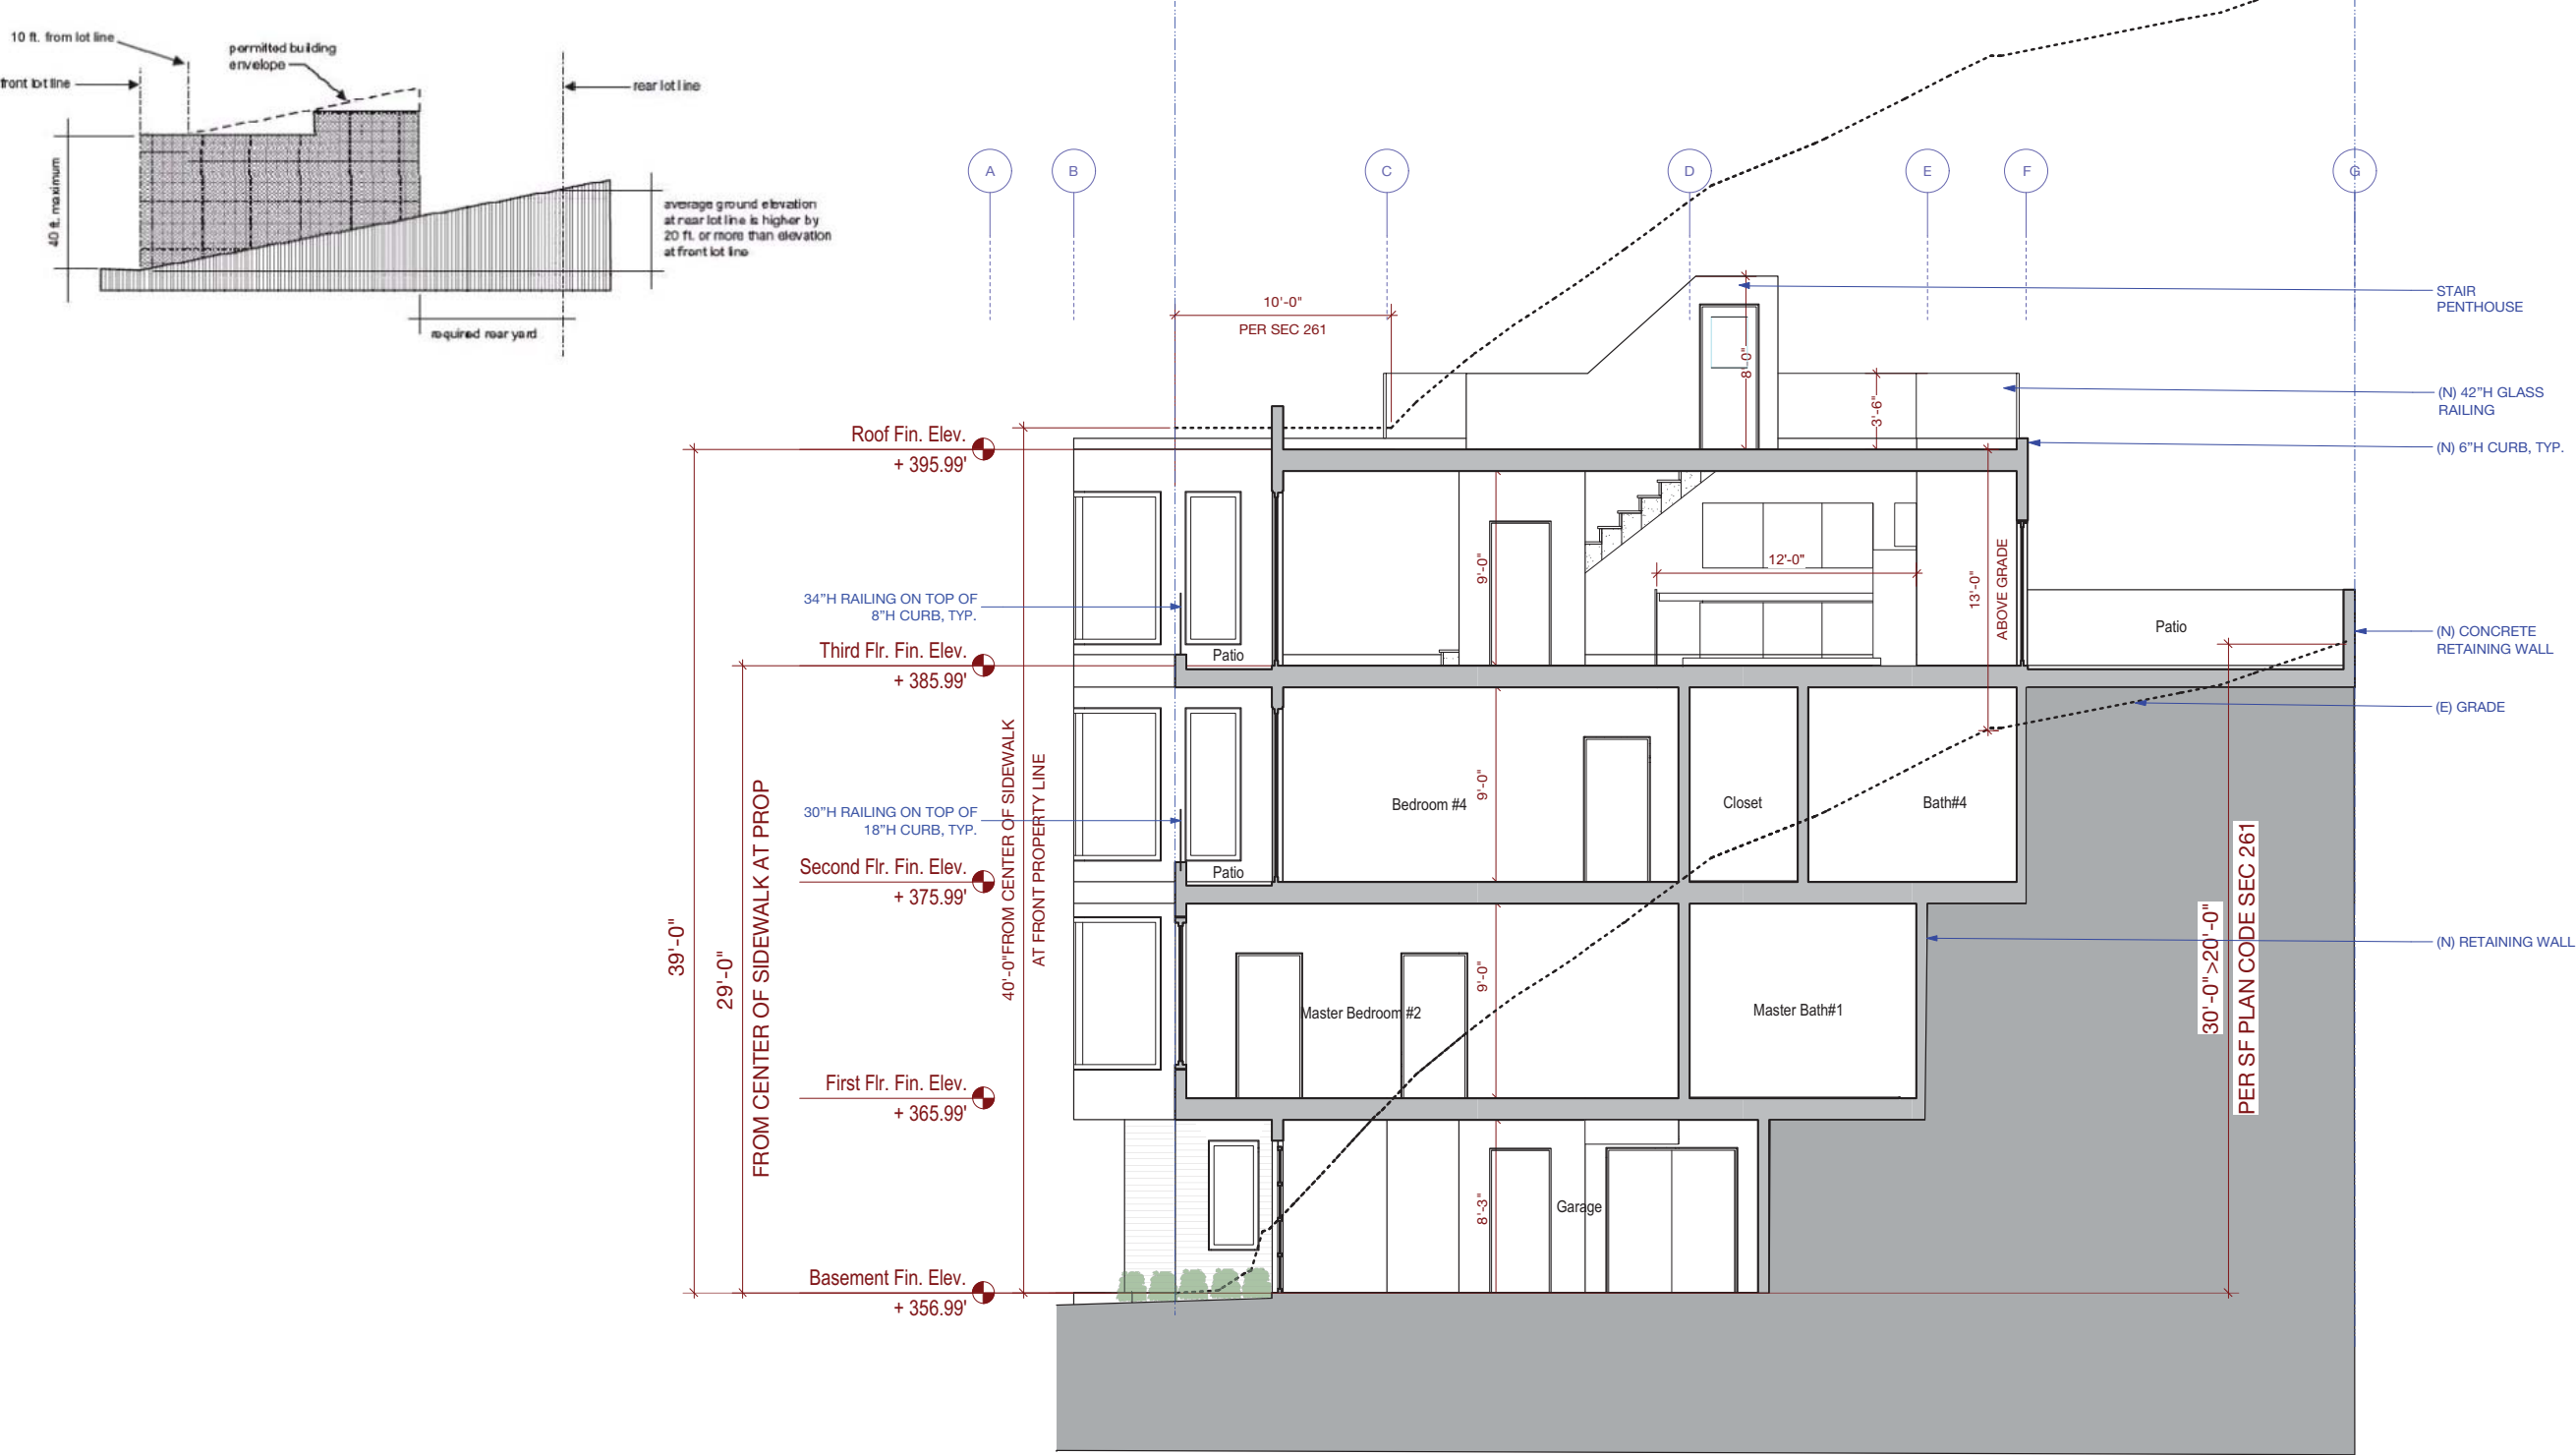 10 ft. from lot line
permitted building
envelope
front lot line
rear lot line
40 ft. maximum
average ground elevation
at rear lot line is higher by
20 ft. or more than elevation
at front lot line
required rear yard
A
B
C
D
E
F
G
10'-0"
PER SEC 261
STAIR
PENTHOUSE
8'-0"
3'-6"
(N) 42"H GLASS
RAILING
(N) 6"H CURB, TYP.
Roof Fin. Elev.
+ 395.99'
9'-0"
12'-0"
13'-0"
ABOVE GRADE
34"H RAILING ON TOP OF
8"H CURB, TYP.
Patio
Patio
(N) CONCRETE
RETAINING WALL
Third Flr. Fin. Elev.
+ 385.99'
(E) GRADE
39'-0"
29'-0"
FROM CENTER OF SIDEWALK AT PROP
40'-0"FROM CENTER OF SIDEWALK
AT FRONT PROPERTY LINE
30"H RAILING ON TOP OF
18"H CURB, TYP.
Bedroom #4
9'-0"
Closet
Bath#4
Patio
Second Flr. Fin. Elev.
+ 375.99'
30'-0">20'-0"
PER SF PLAN CODE SEC 261
(N) RETAINING WALL
Master Bedroom #2
9'-0"
Master Bath#1
First Flr. Fin. Elev.
+ 365.99'
8'-3"
Garage
Basement Fin. Elev.
+ 356.99'